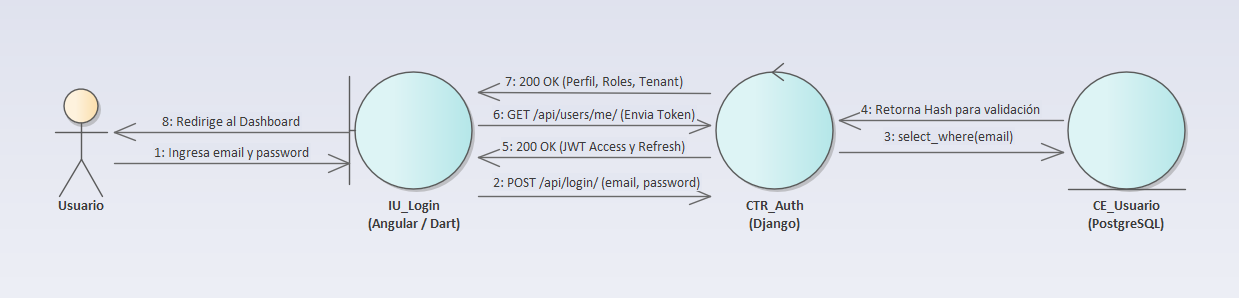 7: 200 OK (Perfil, Roles, Tenant)
4: Retorna Hash para validación
6: GET /api/users/me/ (Envia Token)
8: Redirige al Dashboard
3: select_where(email)
5: 200 OK (JWT Access y Refresh)
1: Ingresa email y password
2: POST /api/login/ (email, password)
Usuario
IU_Login
(Angular / Dart)
CTR_Auth
(Django)
CE_Usuario
(PostgreSQL)